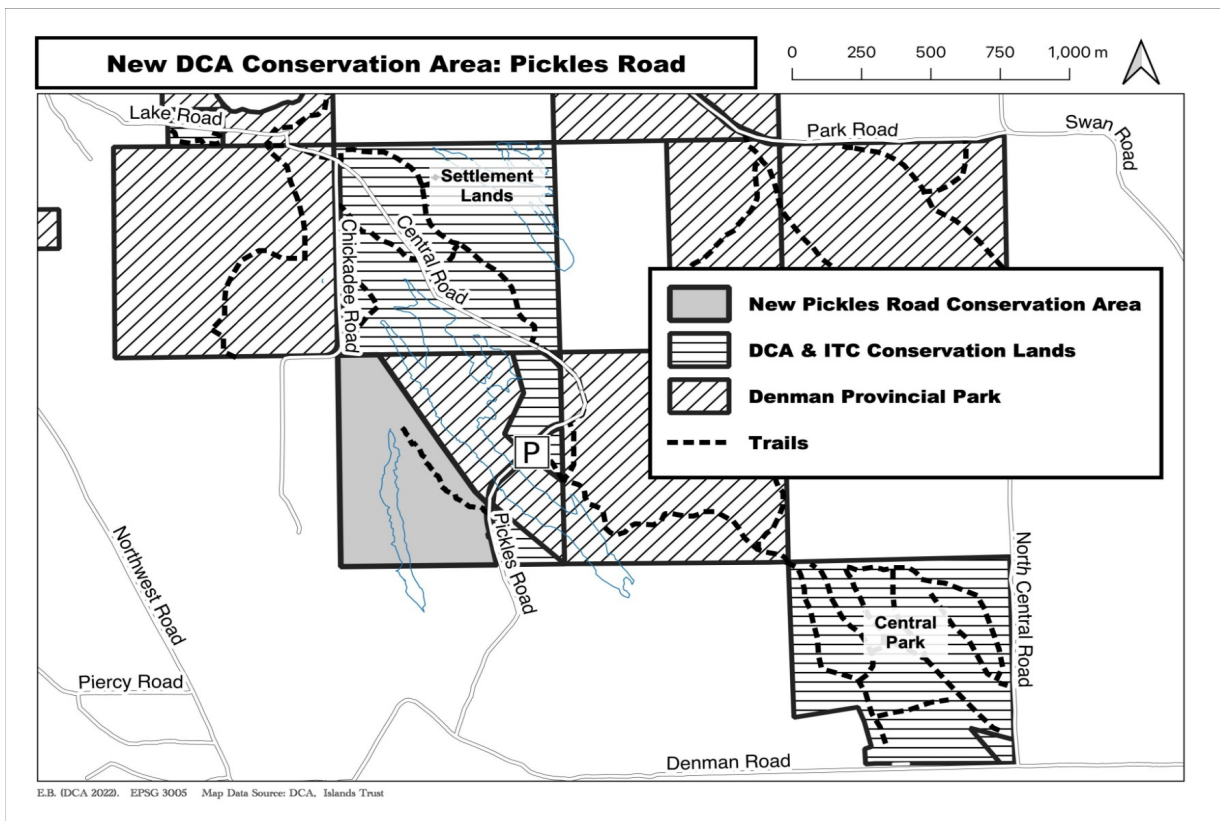 New DCA Conservation Area: Pickles Road
0 250 500 750 1,000 m
Lake Road
Park Road
Swan Road
Settlement
Lands
Central Road
Chickadee Road
New Pickles Road Conservation Area
DCA & ITC Conservation Lands
Denman Provincial Park
Trails
P
Pickles Road
Northwest Road
North Central Road
Central
Park
Piercy Road
Denman Road
E.B. (DCA 2022). EPSG 3005 Map Data Source: DCA, Islands Trust